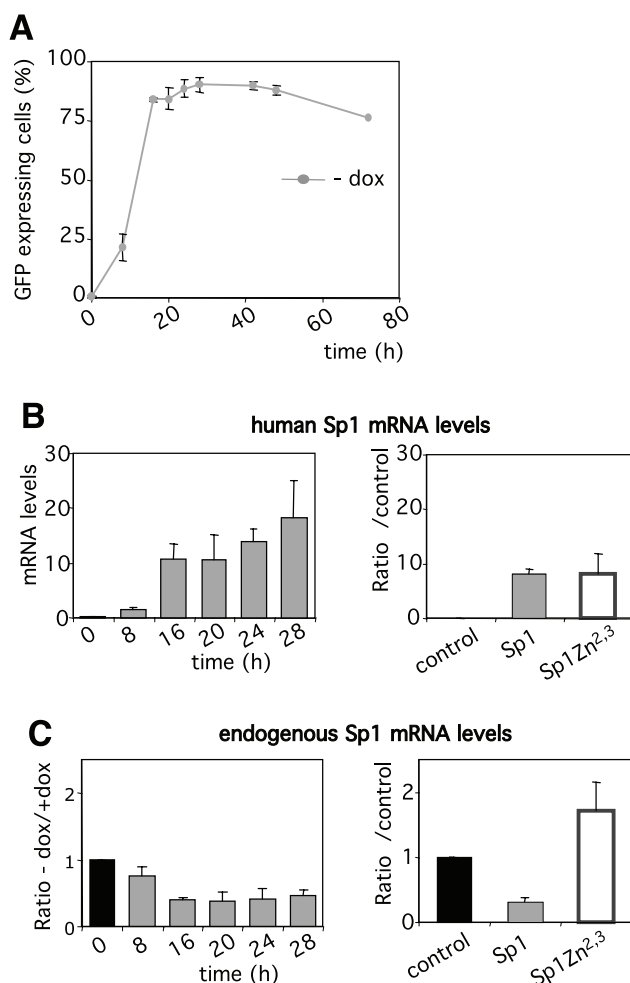 A
GFP expressing cells (%)
100
75
50
25
0
- dox
0 20 40 60 80
time (h)
B
human Sp1 mRNA levels
mRNA levels
30
20
10
0
0 8 16 20 24 28
time (h)
Ratio /control
30
20
10
0
control Sp1 Sp1Zn2,3
C
endogenous Sp1 mRNA levels
Ratio - dox/+dox
2
1
0
0 8 16 20 24 28
time (h)
Ratio /control
2
1
0
control Sp1 Sp1Zn2,3